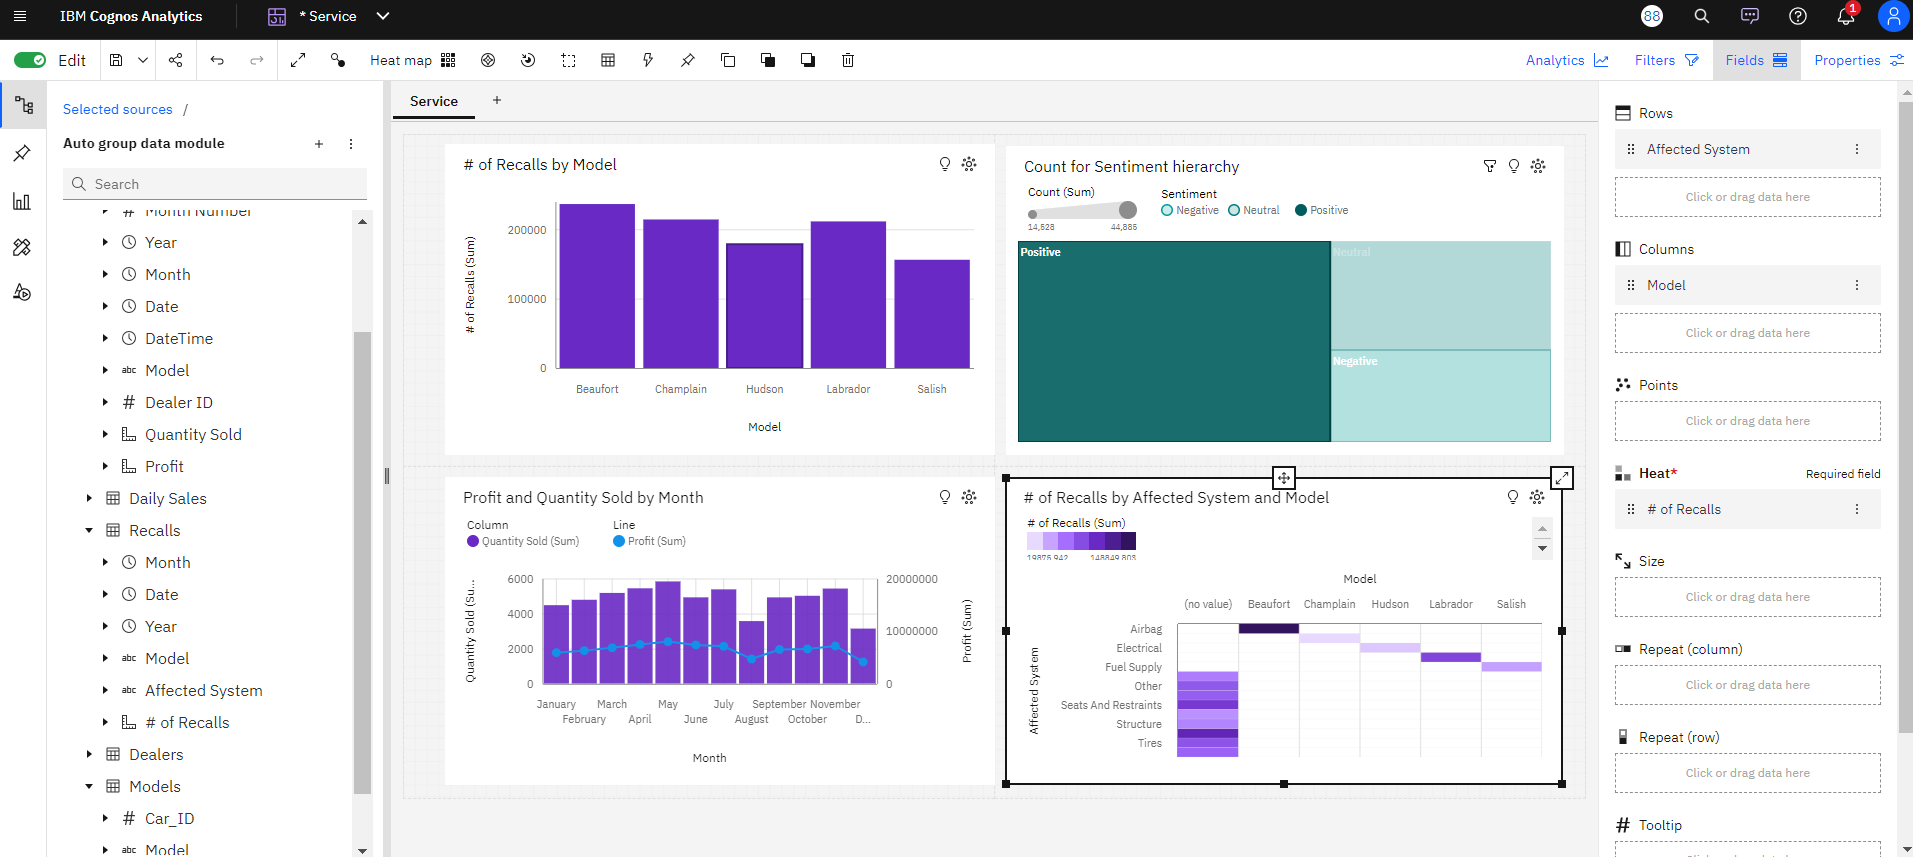 IBM Cognos Analytics
* Service
88
1
Edit
Heat map
Analytics
Filters
Fields
Properties
Selected sources /
Auto group data module
Search
# Month Number
Year
Month
Date
DateTime
abc Model
# Dealer ID
Quantity Sold
Profit
Daily Sales
Recalls
Month
Date
Year
abc Model
abc Affected System
# of Recalls
Dealers
Models
# Car_ID
abc Model
Service +
# of Recalls by Model
# of Recalls (Sum)
200000
100000
0
Beaufort Champlain Hudson Labrador Salish
Model
Count for Sentiment hierarchy
Count (Sum)
14,528 44,885
Sentiment
Negative Neutral Positive
Positive
Neutral
Negative
Profit and Quantity Sold by Month
Column
Quantity Sold (Sum)
Line
Profit (Sum)
Quantity Sold (Su...
6000
4000
2000
0
20000000
10000000
0
Profit (Sum)
January March May July September November
February April June August October D...
Month
# of Recalls by Affected System and Model
# of Recalls (Sum)
19875.942 148849.803
Model
(no value) Beaufort Champlain Hudson Labrador Salish
Affected System
Airbag
Electrical
Fuel Supply
Other
Seats And Restraints
Structure
Tires
Rows
Affected System
Click or drag data here
Columns
Model
Click or drag data here
Points
Click or drag data here
Heat* Required field
# of Recalls
Size
Click or drag data here
Repeat (column)
Click or drag data here
Repeat (row)
Click or drag data here
# Tooltip
Click or drag data here